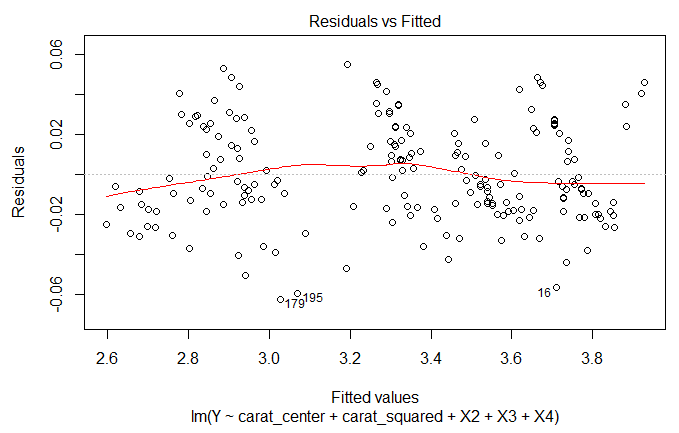 Residuals vs Fitted
Residuals
0.06
0.02
-0.02
-0.06
179
195
16
2.6 2.8 3.0 3.2 3.4 3.6 3.8
Fitted values
lm(Y ~ carat_center + carat_squared + X2 + X3 + X4)